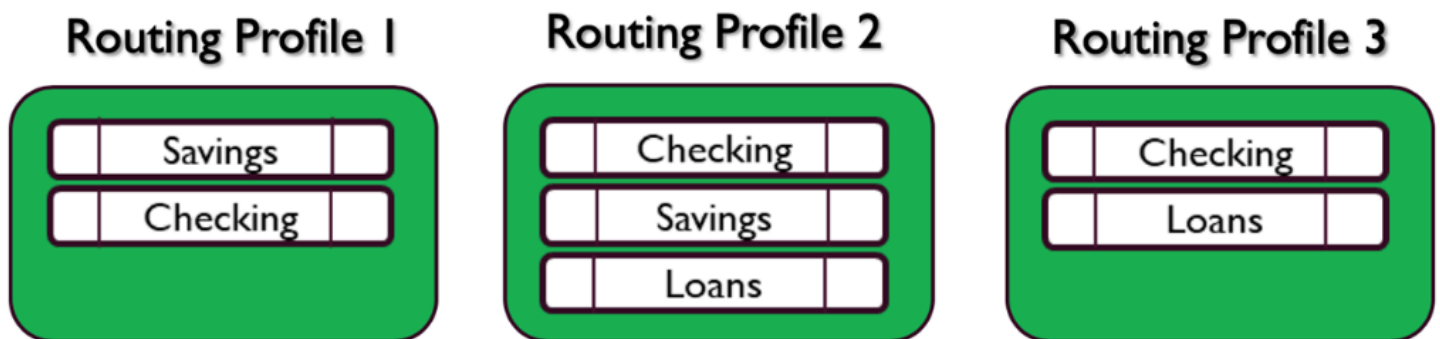 Routing Profile 1
Savings
Checking
Routing Profile 2
Checking
Savings
Loans
Routing Profile 3
Checking
Loans